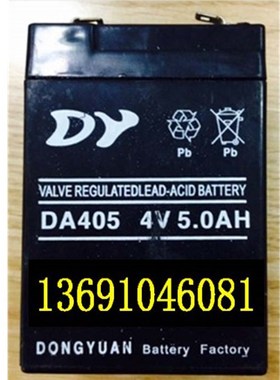 DY
Pb Pb
VALVE REGULATEDLEAD-ACID BATTERY
DA405 4V 5.0AH
13691046081
DONGYUAN Battery Factory